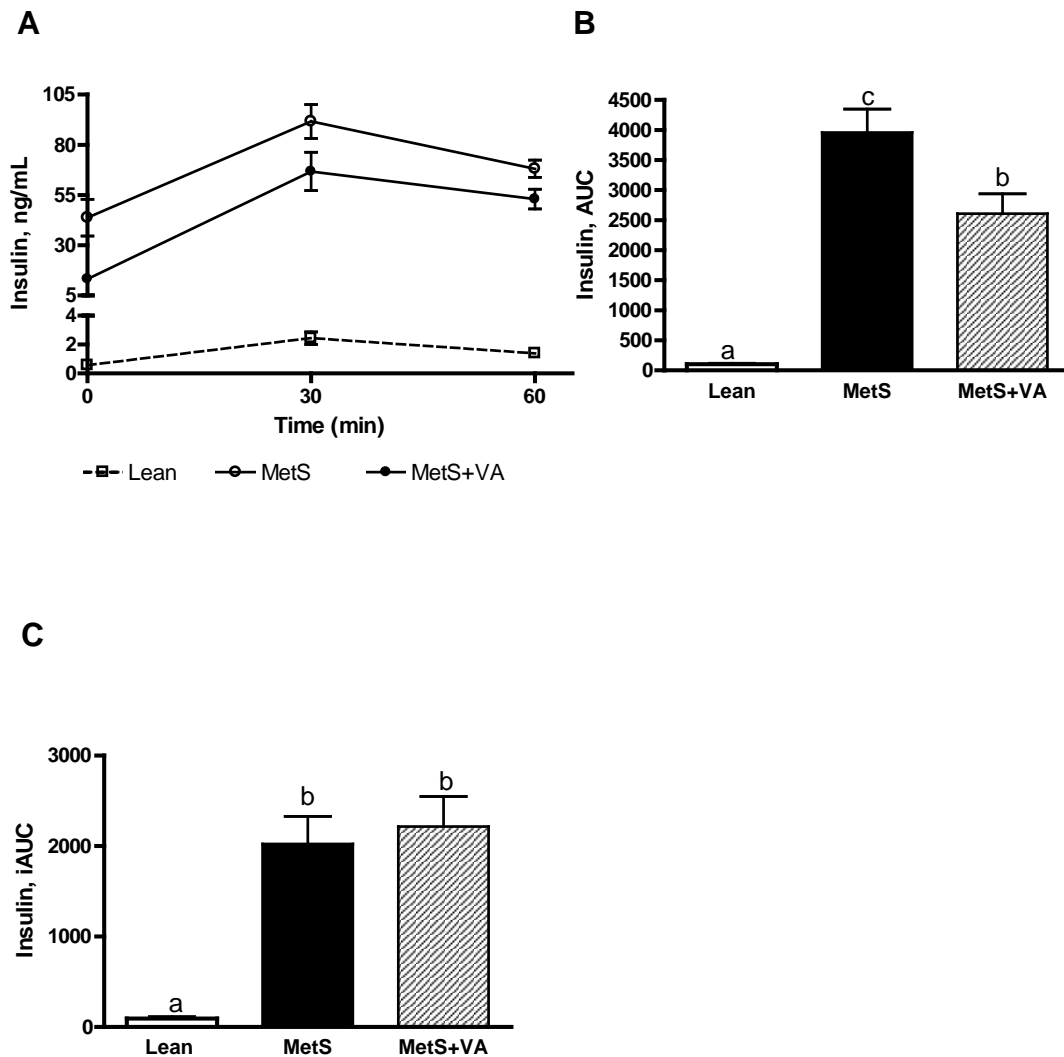 A
Insulin, ng/mL
105
80
55
30
5
4
2
0
0 30 60
Time (min)
Lean MetS MetS+VA
B
Insulin, AUC
4500
4000
3500
3000
2500
2000
1500
1000
500
0
a
c
b
Lean MetS MetS+VA
C
Insulin, iAUC
3000
2000
1000
0
a
b
b
Lean MetS MetS+VA